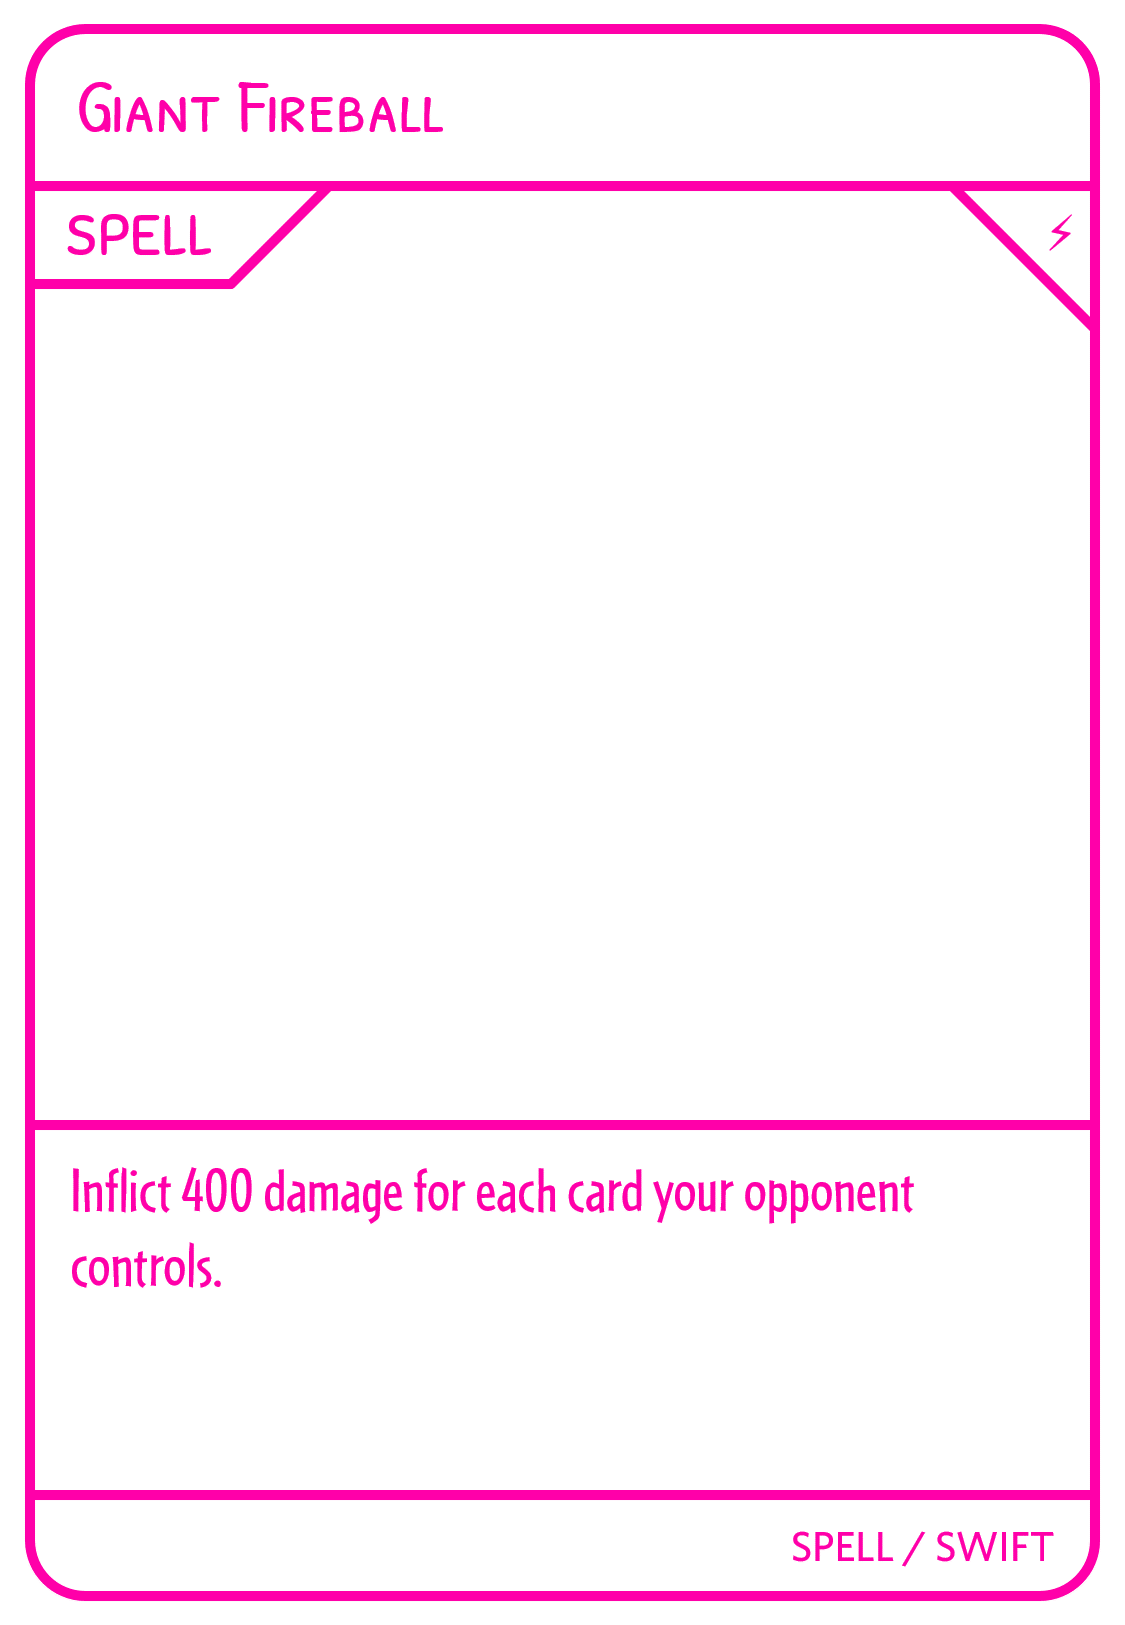 Giant Fireball
SPELL
⚡
Inflict 400 damage for each card your opponent
controls.
SPELL / SWIFT